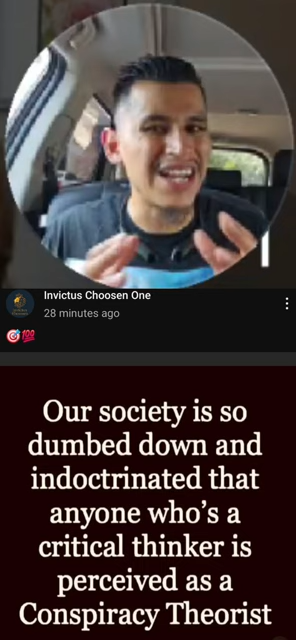 Invictus Choosen One
28 minutes ago
💯
Our society is so
dumbed down and
indoctrinated that
anyone who's a
critical thinker is
perceived as a
Conspiracy Theorist